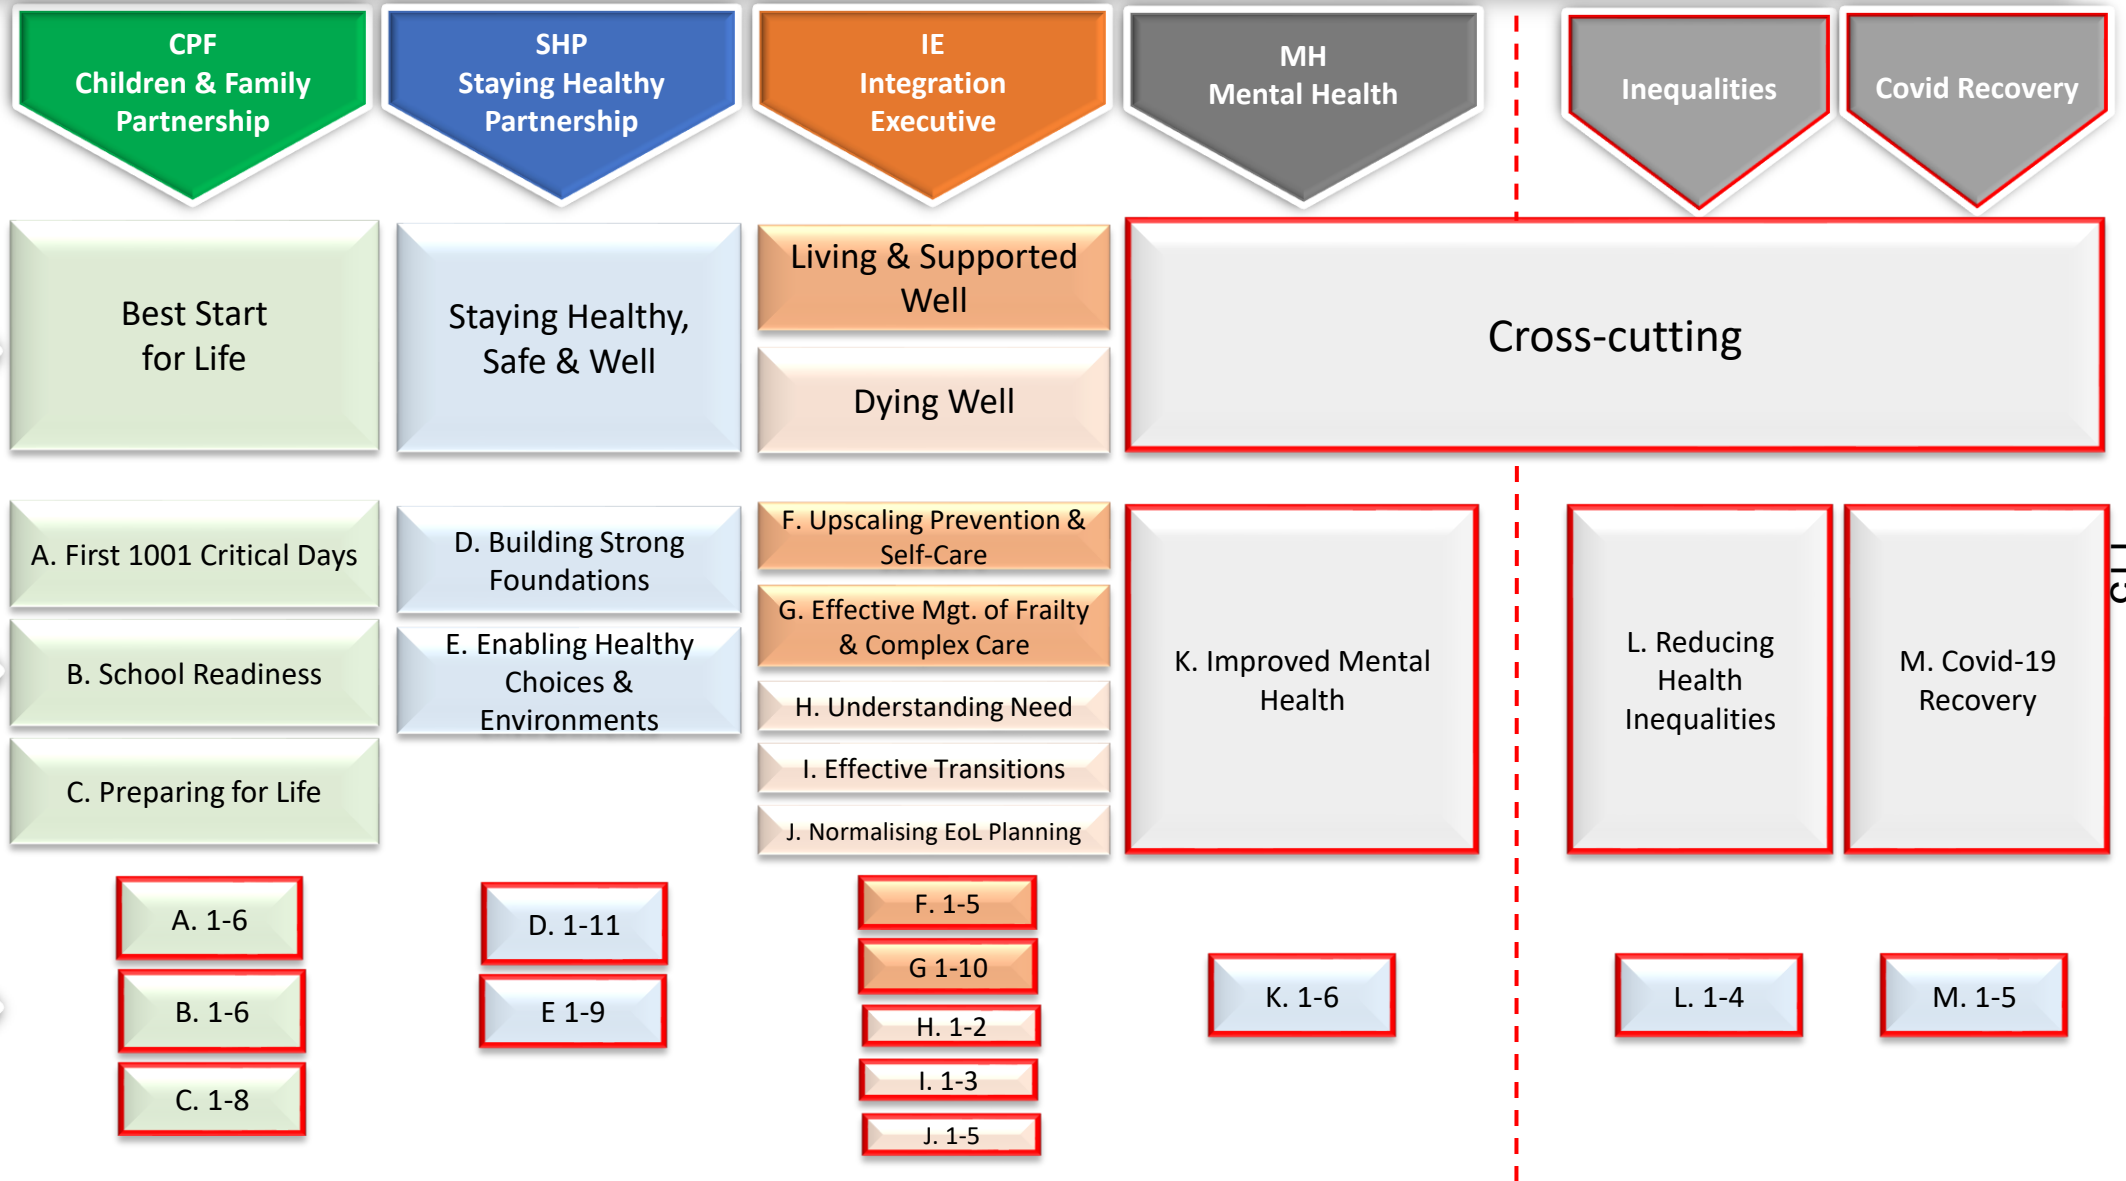 CPF
Children & Family
Partnership
SHP
Staying Healthy
Partnership
IE
Integration
Executive
MH
Mental Health
Inequalities
Covid Recovery
Best Start
for Life
Staying Healthy,
Safe & Well
Living & Supported
Well
Dying Well
Cross-cutting
A. First 1001 Critical Days
B. School Readiness
C. Preparing for Life
D. Building Strong
Foundations
E. Enabling Healthy
Choices &
Environments
F. Upscaling Prevention &
Self-Care
G. Effective Mgt. of Frailty
& Complex Care
H. Understanding Need
I. Effective Transitions
J. Normalising EoL Planning
K. Improved Mental
Health
L. Reducing
Health
Inequalities
M. Covid-19
Recovery
A. 1-6
B. 1-6
C. 1-8
D. 1-11
E 1-9
F. 1-5
G 1-10
H. 1-2
I. 1-3
J. 1-5
K. 1-6
L. 1-4
M. 1-5